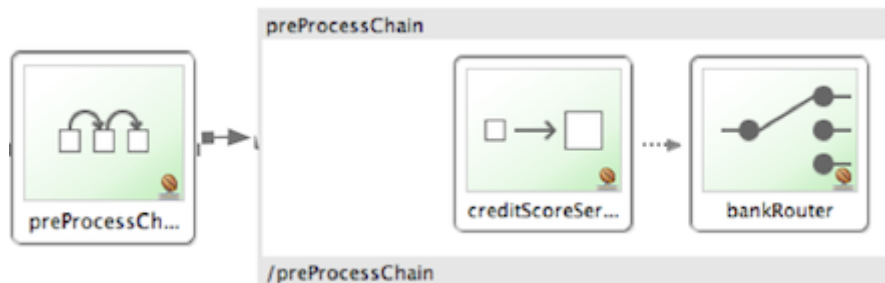 preProcessChain
preProcessCh...
creditScoreSer...
bankRouter
/preProcessChain